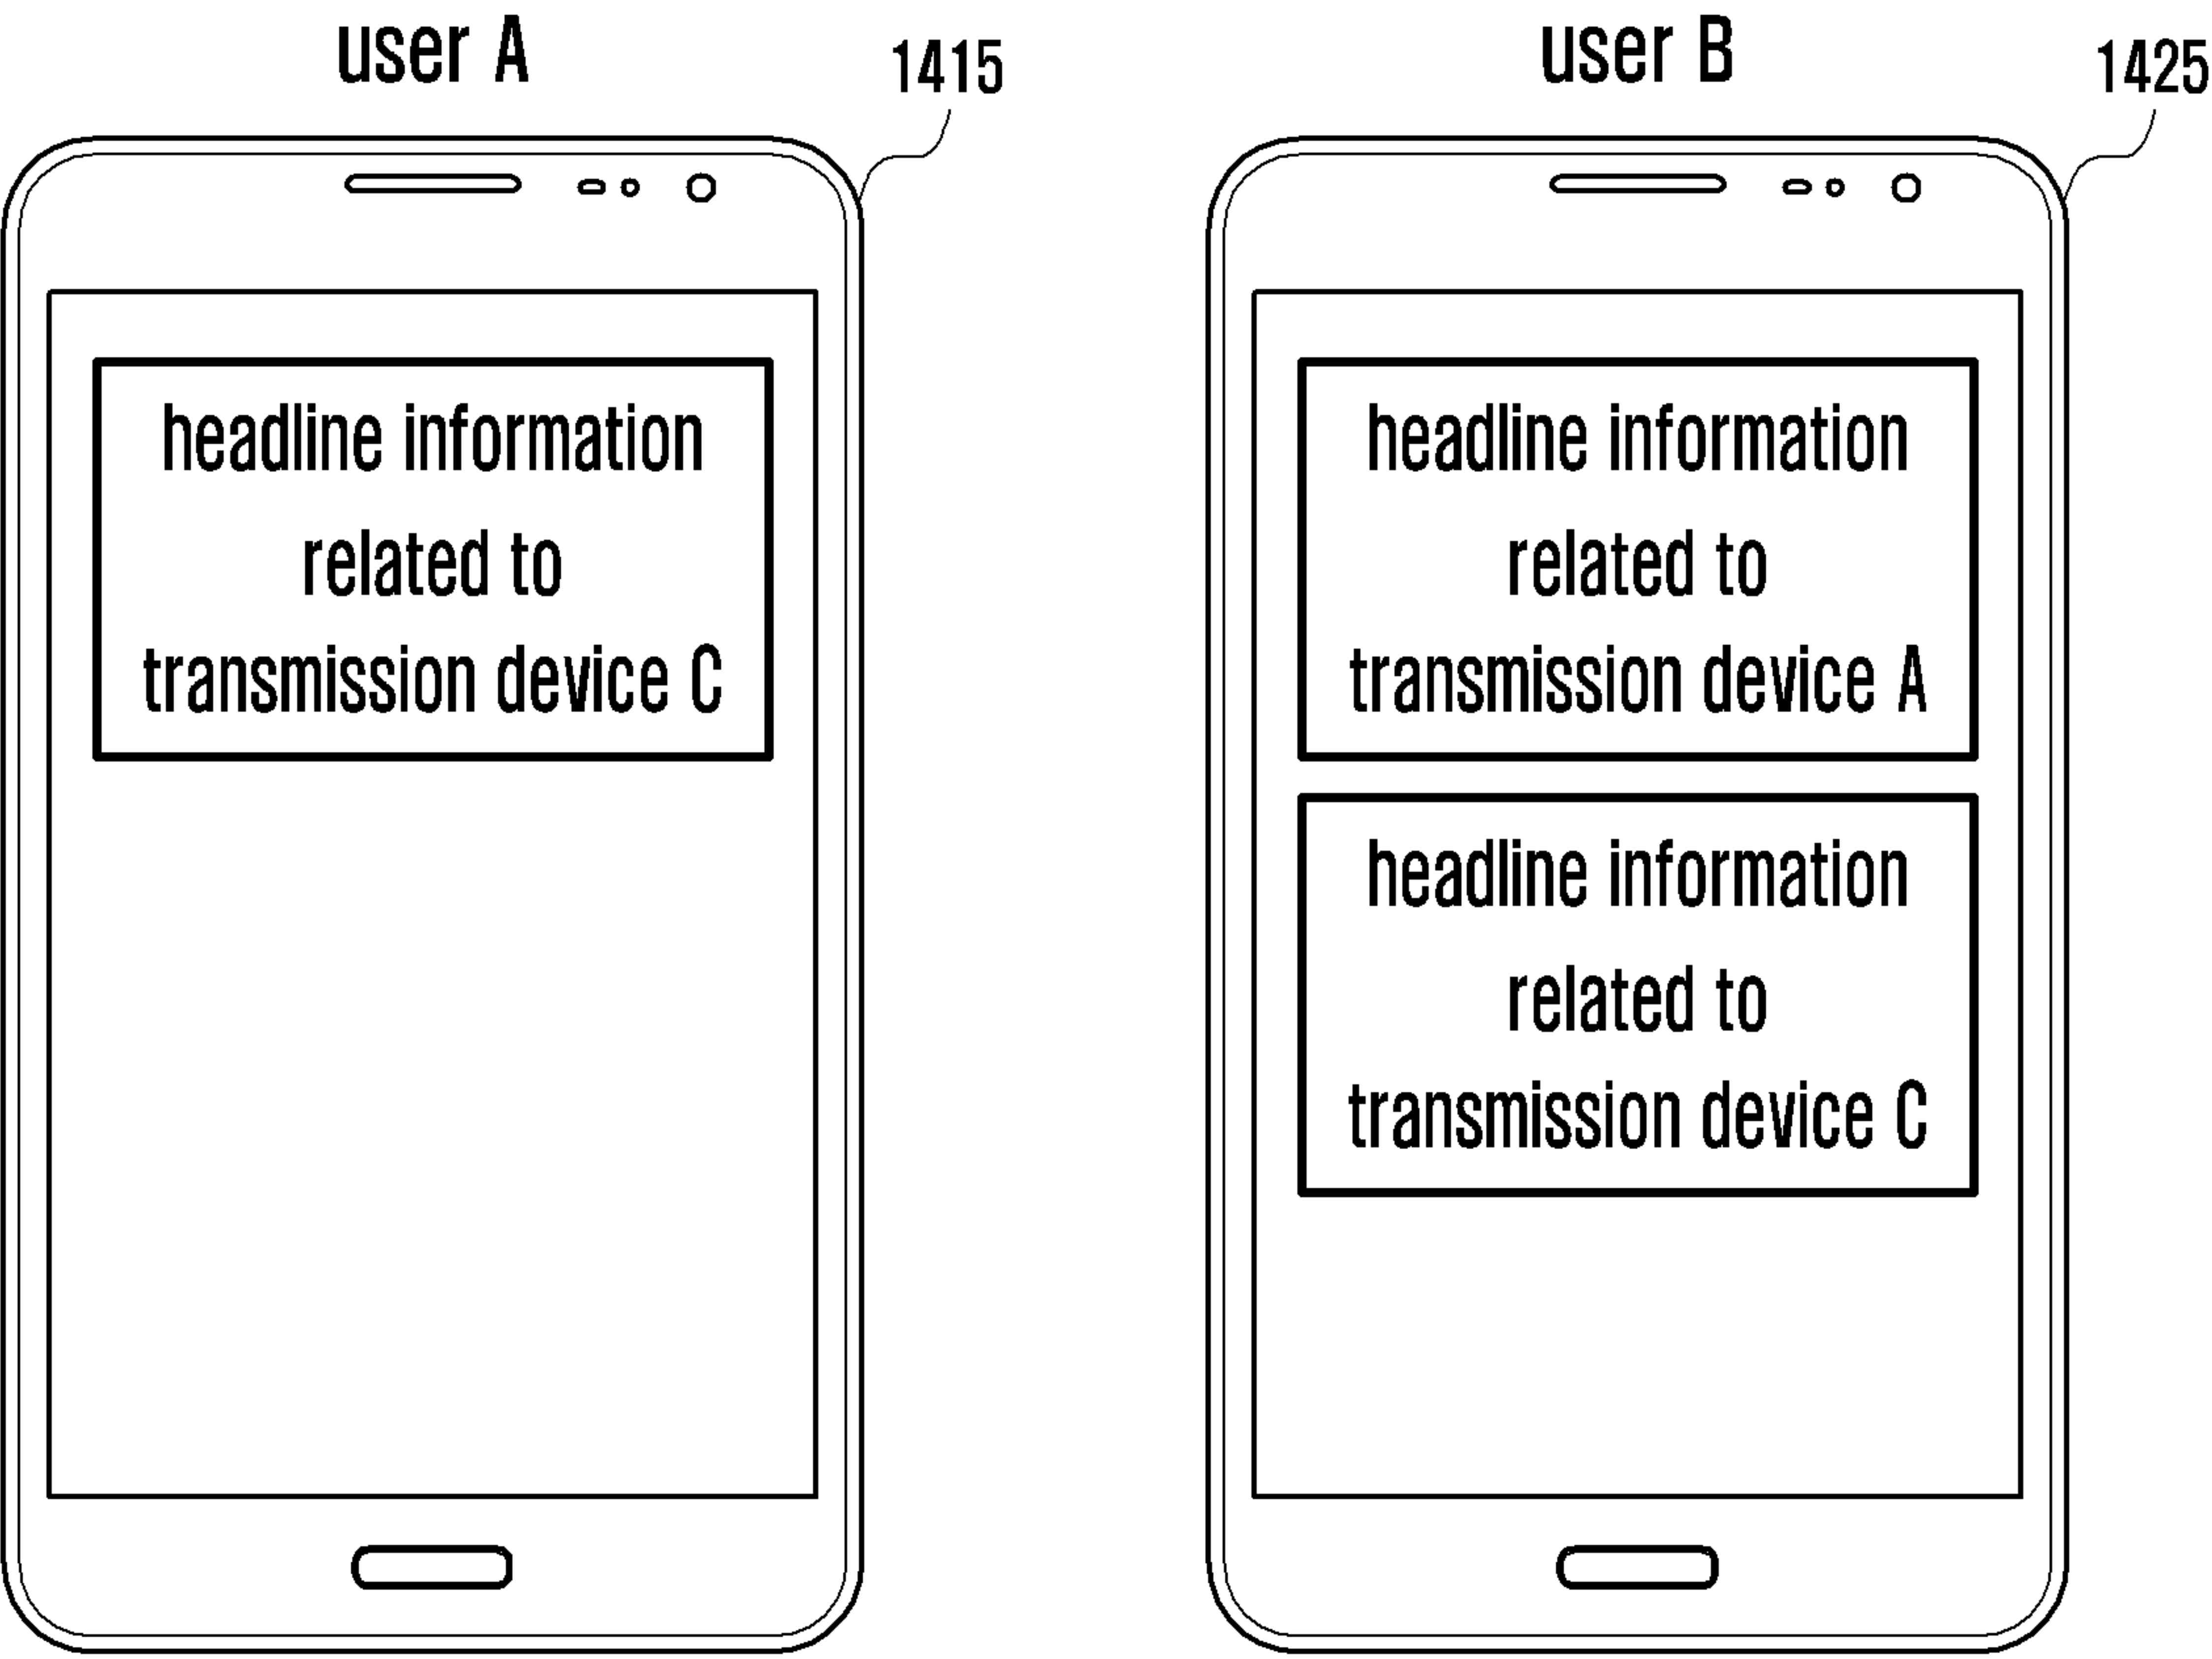 user A
1415
headline information
related to
transmission device C
user B
1425
headline information
related to
transmission device A
headline information
related to
transmission device C